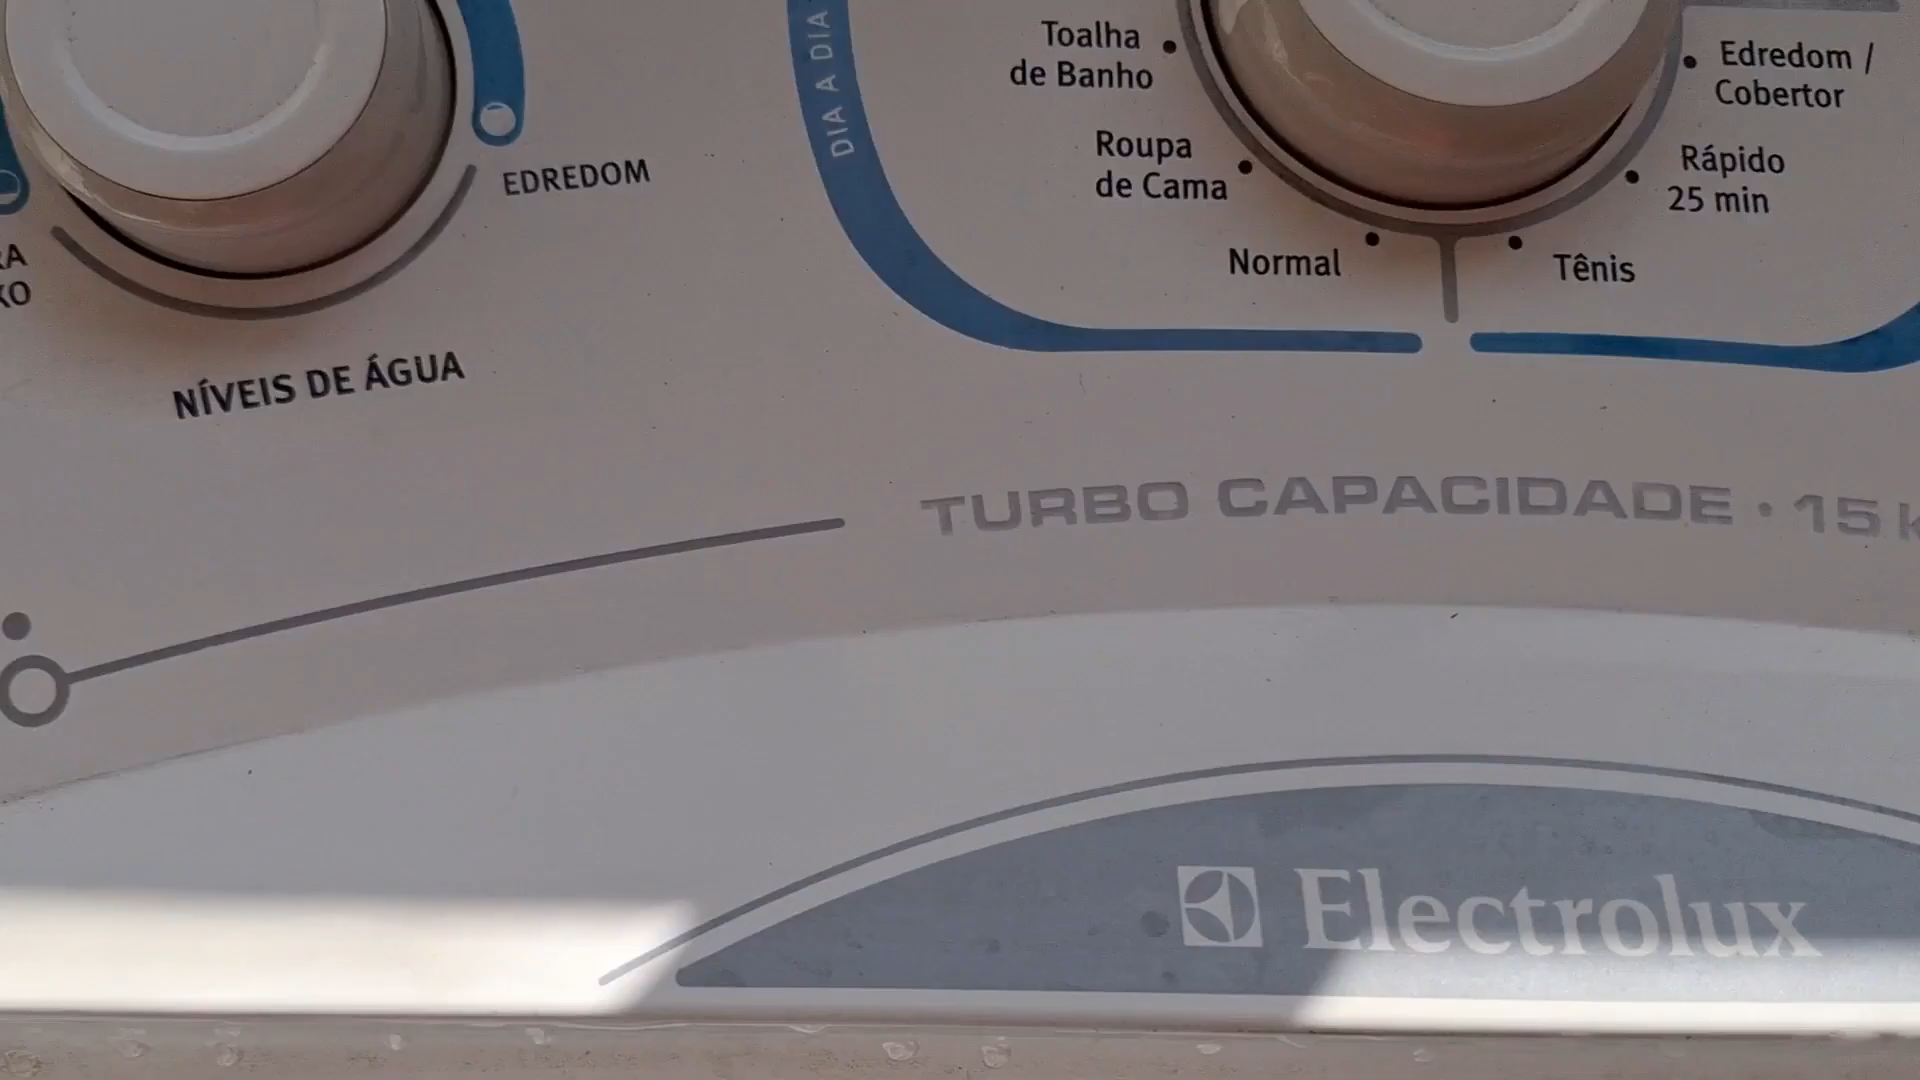 DIA A DIA
Toalha
de Banho
Roupa
de Cama
Normal
Edredom /
Cobertor
Rápido
25 min
Tênis
EDREDOM
NÍVEIS DE ÁGUA
TURBO CAPACIDADE · 15 k
Electrolux